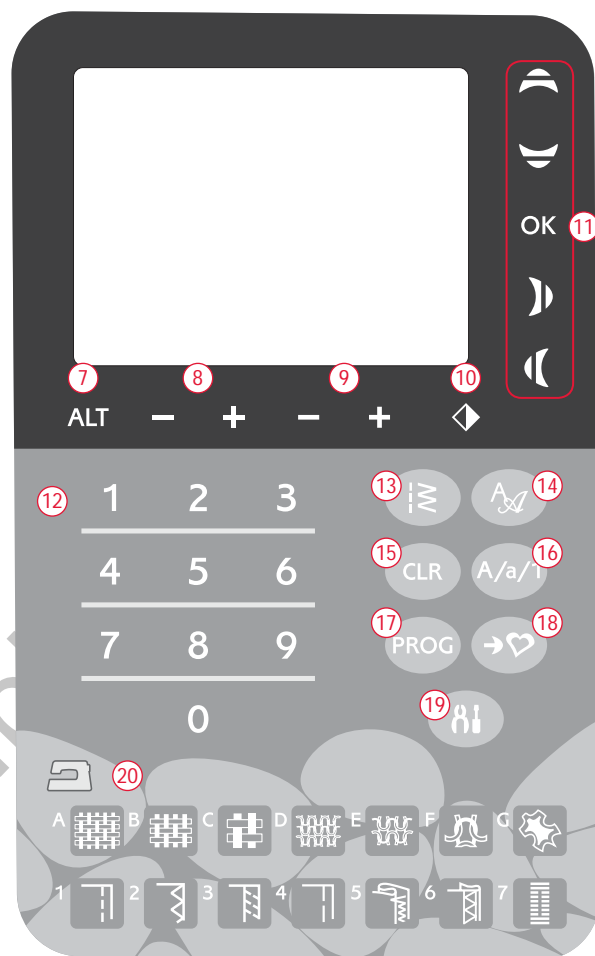 OK 11
7 8 9 10
ALT − + − +
12 1 2 3 13 14
15 16
4 5 6 CLR A/a/1
17 18
7 8 9 PROG
19
0
20
A B C D E F G
1 2 3 4 5 6 7